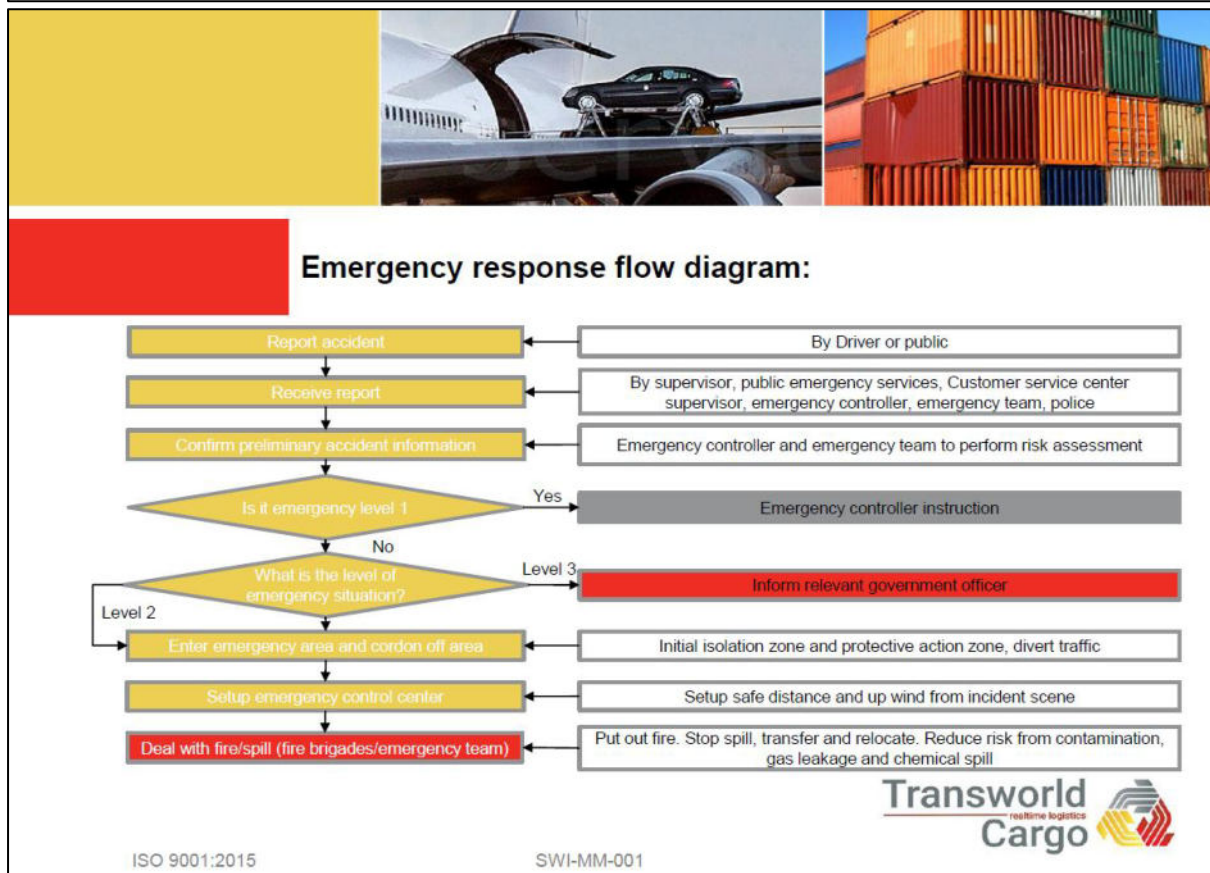 Emergency response flow diagram:
Report accident
By Driver or public
Receive report
By supervisor, public emergency services, Customer service center
supervisor, emergency controller, emergency team, police
Confirm preliminary accident information
Emergency controller and emergency team to perform risk assessment
Is it emergency level 1
Yes
Emergency controller instruction
No
What is the level of
emergency situation?
Level 3
Inform relevant government officer
Level 2
Enter emergency area and cordon off area
Initial isolation zone and protective action zone, divert traffic
Setup emergency control center
Setup safe distance and up wind from incident scene
Deal with fire/spill (fire brigades/emergency team)
Put out fire. Stop spill, transfer and relocate. Reduce risk from contamination,
gas leakage and chemical spill
Transworld
realtime logistics
Cargo
ISO 9001:2015
SWI-MM-001